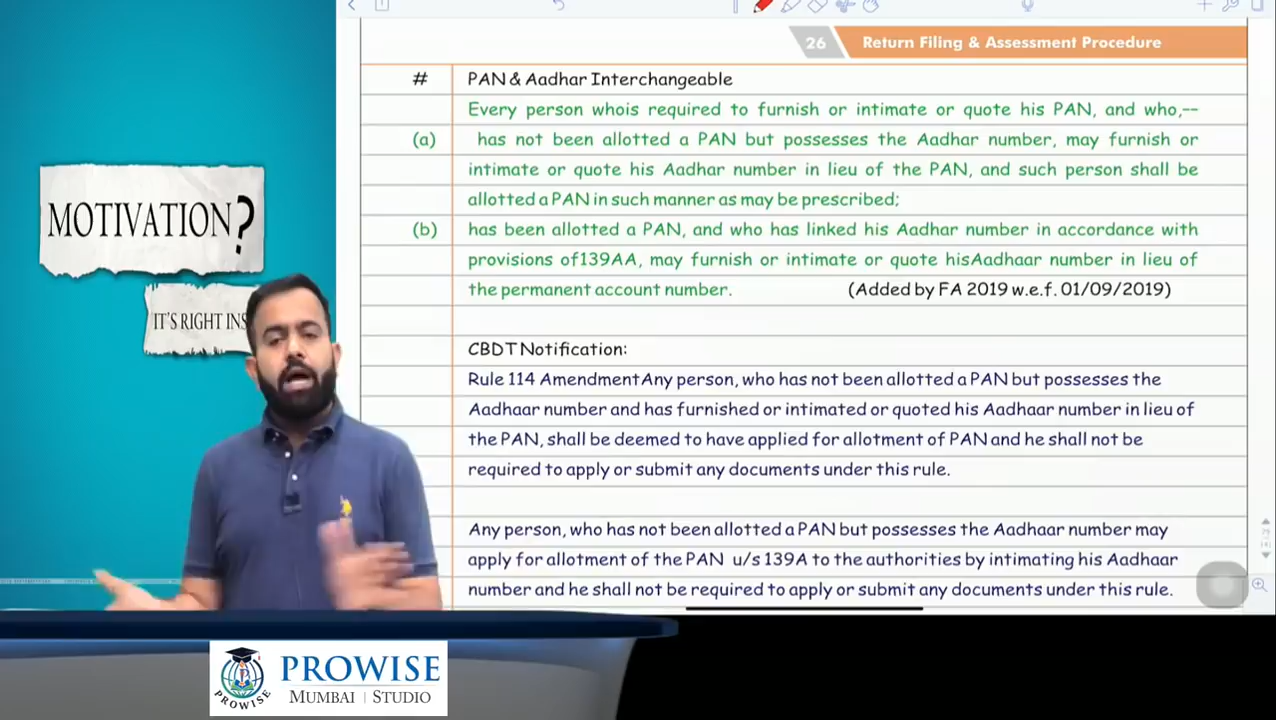 26 Return Filing & Assessment Procedure
# PAN & Aadhar Interchangeable
Every person whois required to furnish or intimate or quote his PAN, and who,--
(a) has not been allotted a PAN but possesses the Aadhar number, may furnish or
intimate or quote his Aadhar number in lieu of the PAN, and such person shall be
allotted a PAN in such manner as may be prescribed;
(b) has been allotted a PAN, and who has linked his Aadhar number in accordance with
provisions of139AA, may furnish or intimate or quote hisAadhaar number in lieu of
the permanent account number. (Added by FA 2019 w.e.f. 01/09/2019)
CBDT Notification:
Rule 114 AmendmentAny person, who has not been allotted a PAN but possesses the
Aadhaar number and has furnished or intimated or quoted his Aadhaar number in lieu of
the PAN, shall be deemed to have applied for allotment of PAN and he shall not be
required to apply or submit any documents under this rule.
Any person, who has not been allotted a PAN but possesses the Aadhaar number may
apply for allotment of the PAN u/s 139A to the authorities by intimating his Aadhaar
number and he shall not be required to apply or submit any documents under this rule.
MOTIVATION?
IT'S RIGHT INS
PROWISE
PROWISE
MUMBAI | STUDIO